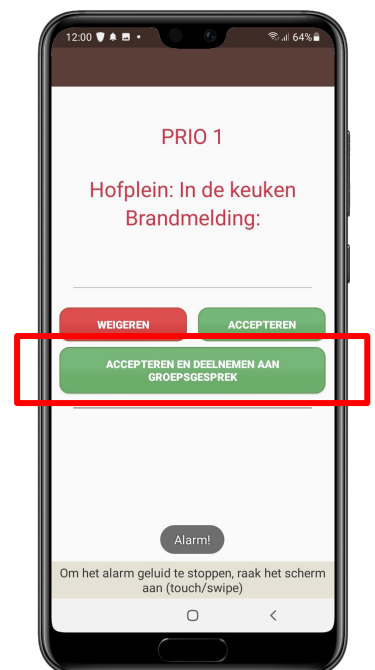 12:00 64%
PRIO 1
Hofplein: In de keuken
Brandmelding:
WEIGEREN ACCEPTEREN
ACCEPTEREN EN DEELNEMEN AAN
GROEPSGESPREK
Alarm!
Om het alarm geluid te stoppen, raak het scherm
aan (touch/swipe)